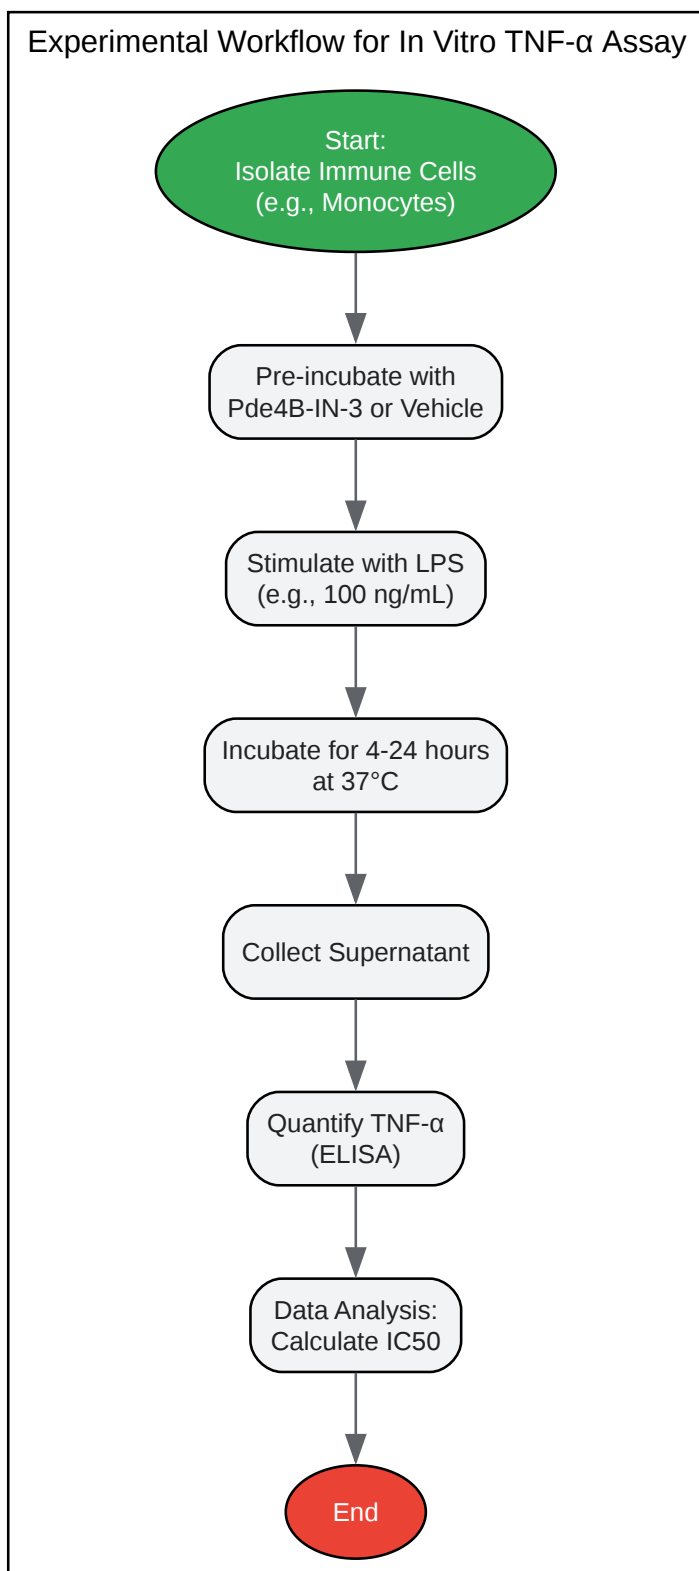 Experimental Workflow for In Vitro TNF-α Assay
Start:
Isolate Immune Cells
(e.g., Monocytes)
Pre-incubate with
Pde4B-IN-3 or Vehicle
Stimulate with LPS
(e.g., 100 ng/mL)
Incubate for 4-24 hours
at 37°C
Collect Supernatant
Quantify TNF-α
(ELISA)
Data Analysis:
Calculate IC50
End